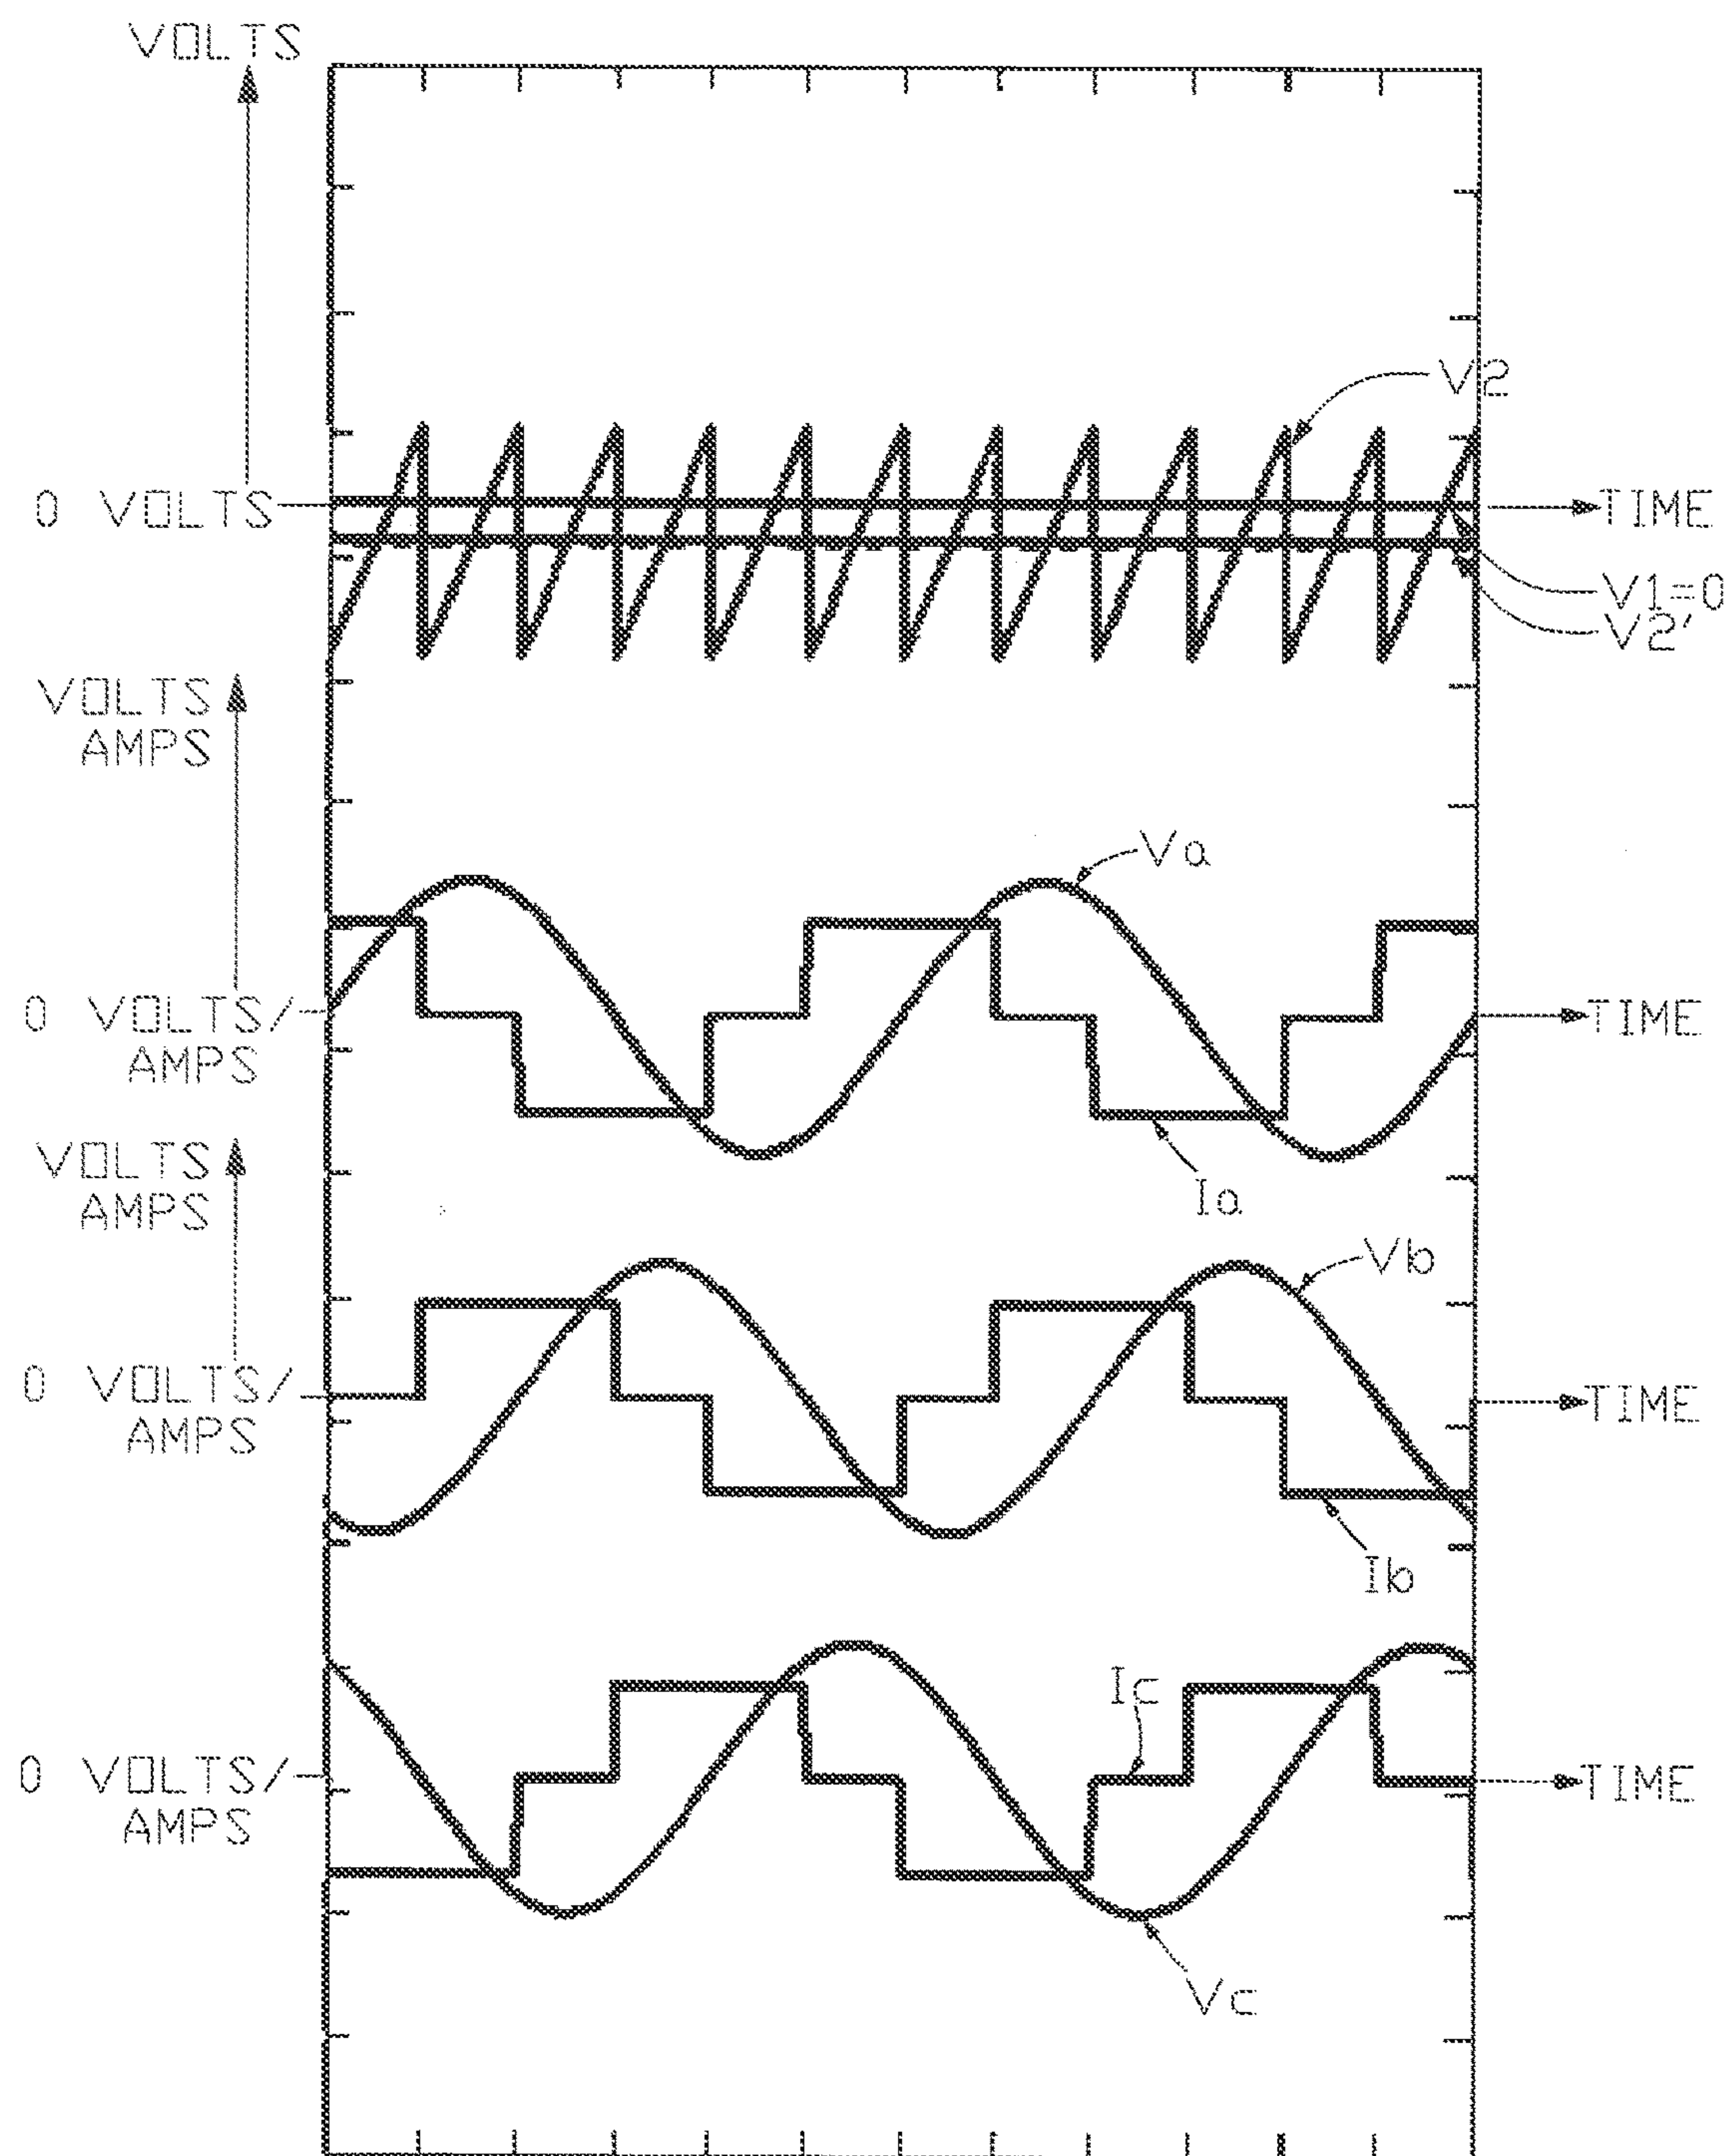 VOLTS
V2
0 VOLTS
TIME
V1=0
V2'
VOLTS
AMPS
Va
0 VOLTS/
AMPS
TIME
Ia
VOLTS
AMPS
Vb
0 VOLTS/
AMPS
TIME
Ib
Ic
0 VOLTS/
AMPS
TIME
Vc